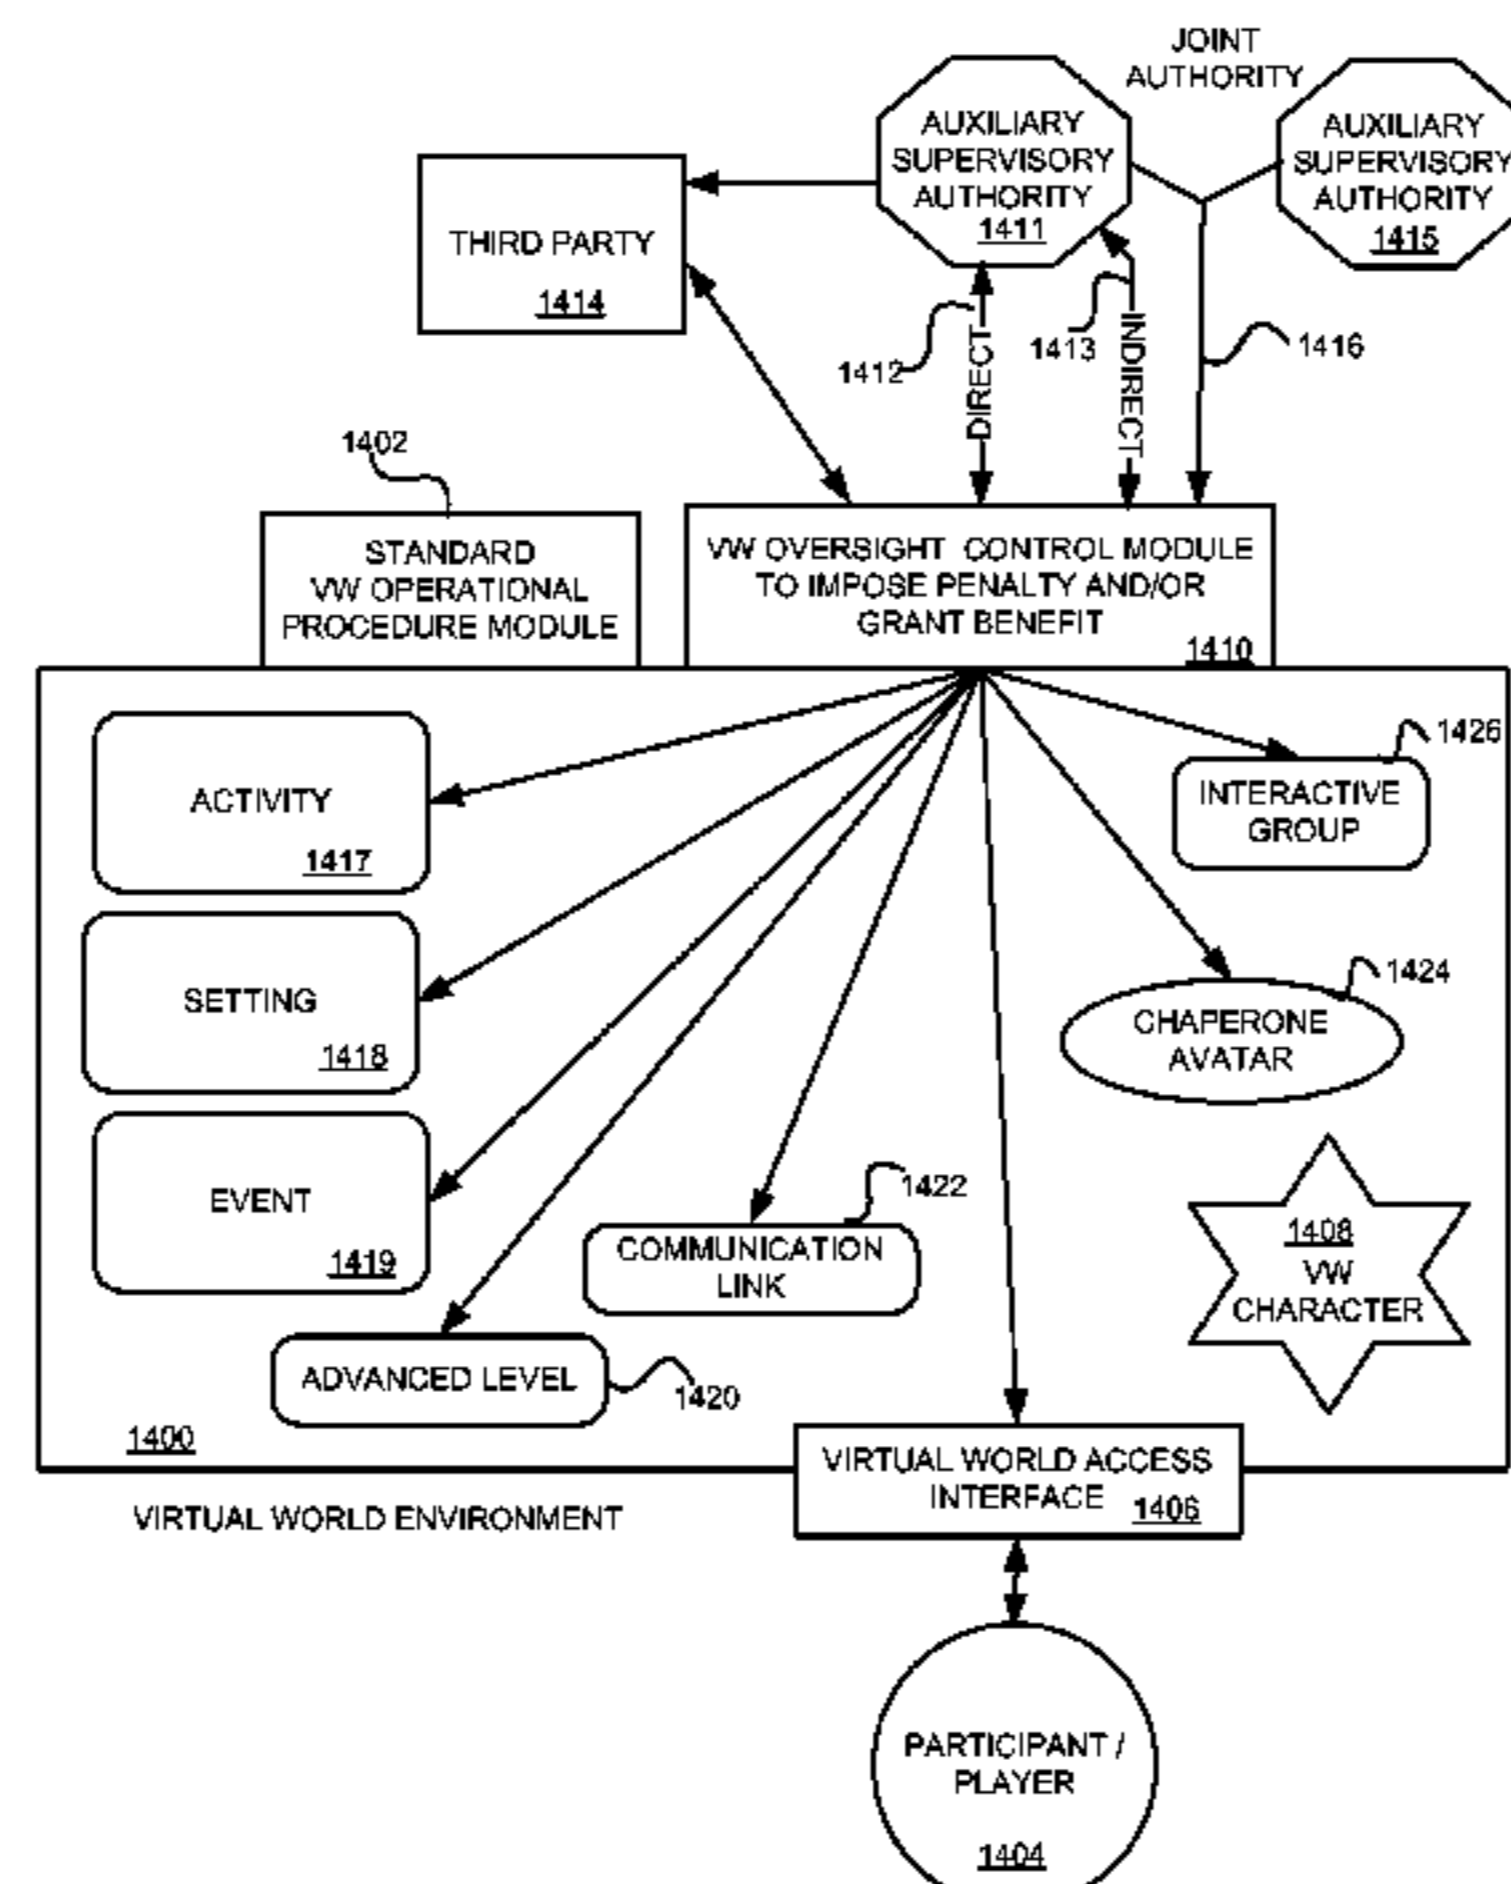 JOINT
AUTHORITY
AUXILIARY
SUPERVISORY
AUTHORITY
1411
AUXILIARY
SUPERVISORY
AUTHORITY
1415
THIRD PARTY
1414
1412
DIRECT
1413
INDIRECT
1416
1402
STANDARD
VW OPERATIONAL
PROCEDURE MODULE
VW OVERSIGHT CONTROL MODULE
TO IMPOSE PENALTY AND/OR
GRANT BENEFIT
1410
ACTIVITY
1417
1426
INTERACTIVE
GROUP
SETTING
1418
1424
CHAPERONE
AVATAR
EVENT
1419
1422
COMMUNICATION
LINK
1408
VW
CHARACTER
ADVANCED LEVEL
1420
1400
VIRTUAL WORLD ACCESS
INTERFACE 1406
VIRTUAL WORLD ENVIRONMENT
PARTICIPANT /
PLAYER
1404